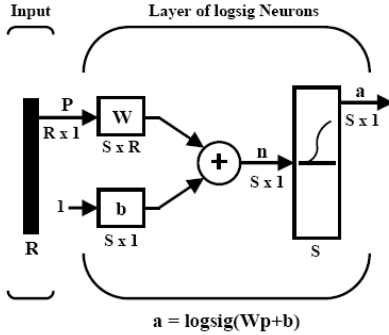 Input
Layer of logsig Neurons
P
R x 1
W
S x R
1
b
S x 1
+
n
S x 1
a
S x 1
R
S
a = logsig(Wp+b)